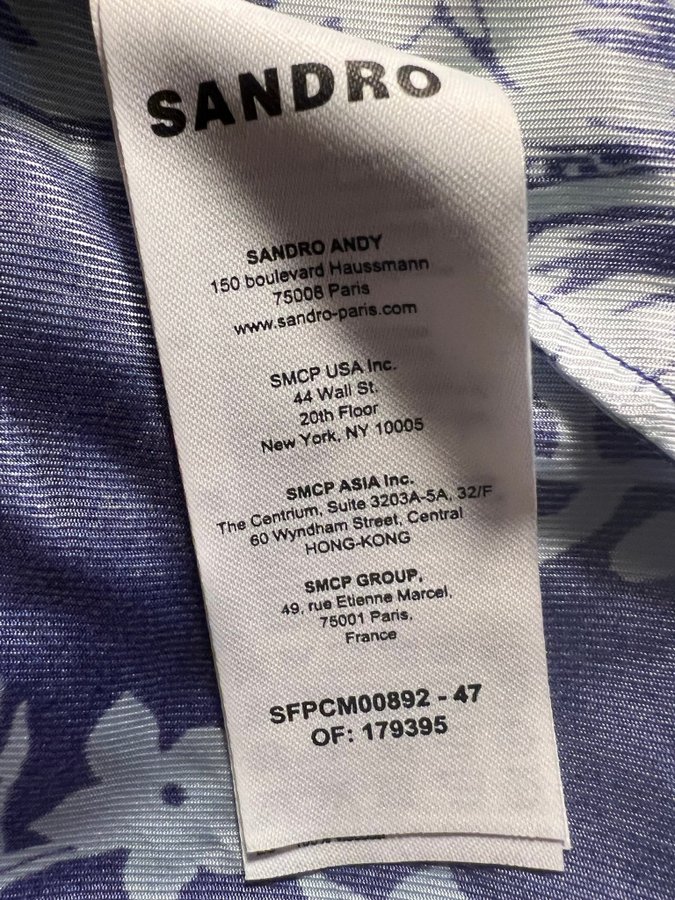 SANDRO
SANDRO ANDY
150 boulevard Haussmann
75008 Paris
www.sandro-paris.com
SMCP USA Inc.
44 Wall St.
20th Floor
New York, NY 10005
SMCP ASIA Inc.
The Centrium, Suite 3203A-5A, 32/F
60 Wyndham Street, Central
HONG-KONG
SMCP GROUP,
49, rue Etienne Marcel,
75001 Paris,
France
SFPCM00892 - 47
OF: 179395